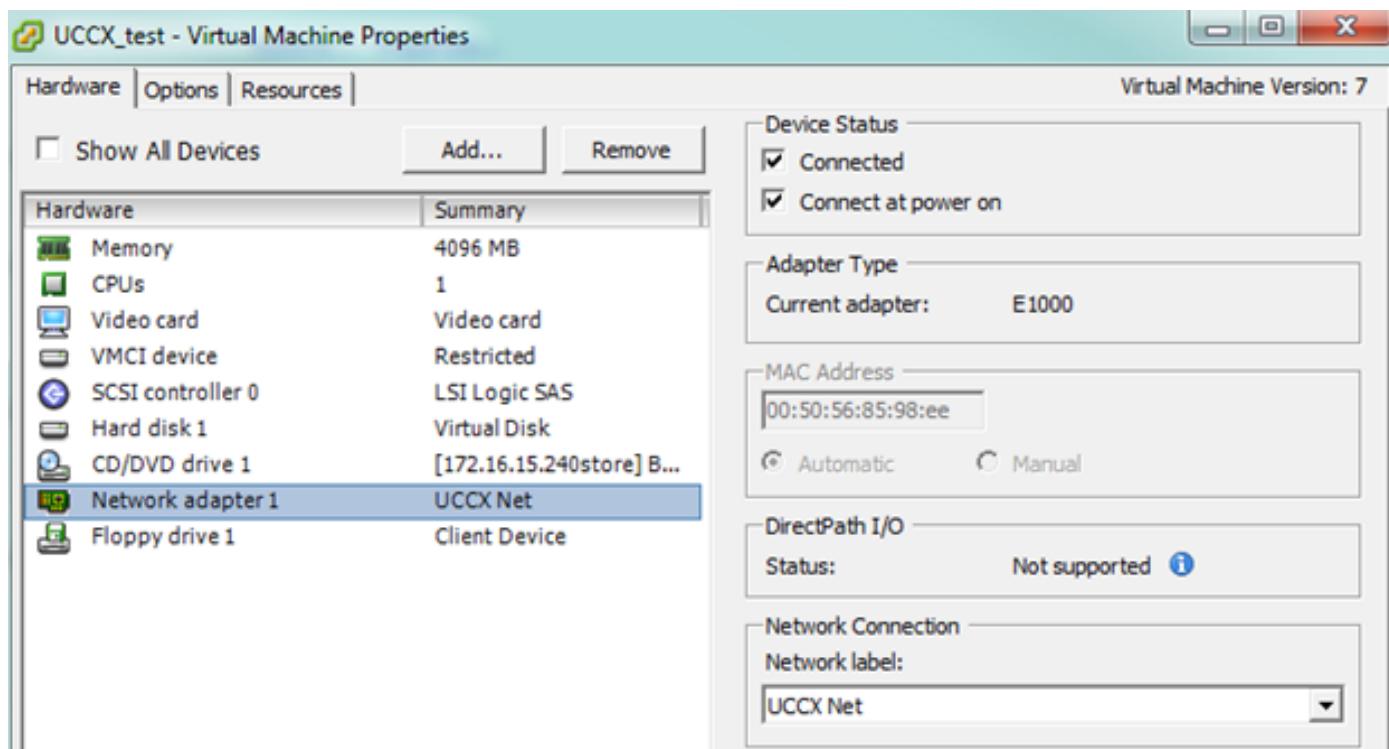 UCCX_test - Virtual Machine Properties
Hardware Options Resources Virtual Machine Version: 7
Show All Devices Add... Remove
Hardware Summary
Memory 4096 MB
CPUs 1
Video card Video card
VMCI device Restricted
SCSI controller 0 LSI Logic SAS
Hard disk 1 Virtual Disk
CD/DVD drive 1 [172.16.15.240store] B...
Network adapter 1 UCCX Net
Floppy drive 1 Client Device
Device Status
Connected
Connect at power on
Adapter Type
Current adapter: E1000
MAC Address
00:50:56:85:98:ee
Automatic Manual
DirectPath I/O
Status: Not supported
Network Connection
Network label:
UCCX Net